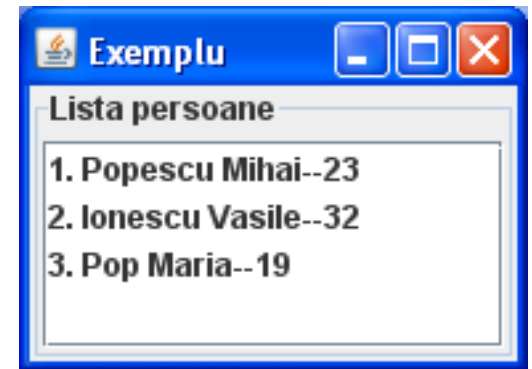 Exemplu
Lista persoane
1. Popescu Mihai--23
2. Ionescu Vasile--32
3. Pop Maria--19